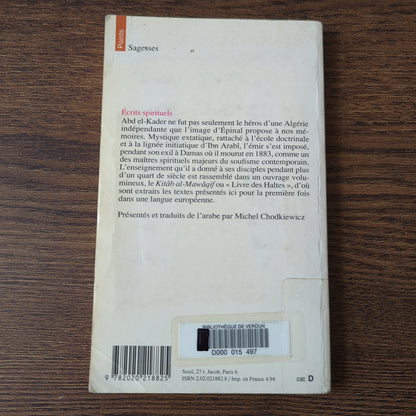 Points
Sagesses
Écrits spirituels
Abd el-Kader ne fut pas seulement le héros d'une Algérie
indépendante que l'image d'Épinal propose à nos mé-
moires. Mystique extatique, rattaché à l'école doctrinale
et à la lignée initiatique d'Ibn Arabî, l'émir s'est imposé,
pendant son exil à Damas où il mourut en 1883, comme un
des maîtres spirituels majeurs du soufisme contemporain.
L'enseignement qu'il a donné à ses disciples pendant plus
d'un quart de siècle est rassemblé dans un ouvrage volu-
mineux, le Kitâb al-Mawâqif ou « Livre des Haltes », d'où
sont extraits les textes présentés ici pour la première fois
dans une langue européenne.
Présentés et traduits de l'arabe par Michel Chodkiewicz
BIBLIOTHÈQUE DE VERDUN
D000 015 497
9 782020 218825
Seuil, 27 r. Jacob, Paris 6
ISBN 2.02.021882.8 / Imp. en France 4.94.
cat. D